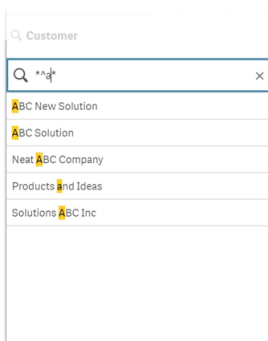 Customer
*^a*
ABC New Solution
ABC Solution
Neat ABC Company
Products and Ideas
Solutions ABC Inc